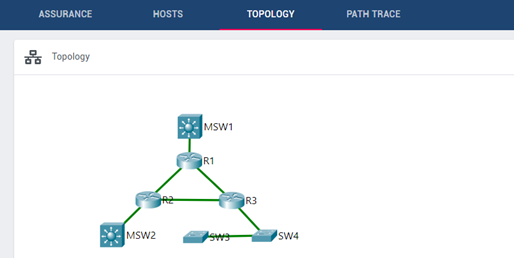 ASSURANCE HOSTS TOPOLOGY PATH TRACE
Topology
MSW1
R1
R2 R3
MSW2 SW3 SW4